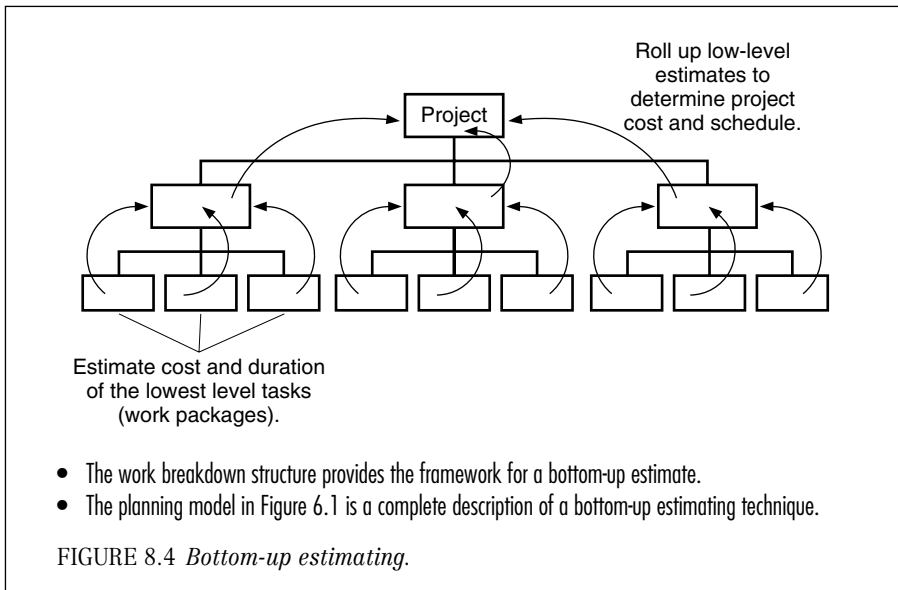 Roll up low-level
estimates to
determine project
cost and schedule.
Project
Estimate cost and duration
of the lowest level tasks
(work packages).
• The work breakdown structure provides the framework for a bottom-up estimate.
• The planning model in Figure 6.1 is a complete description of a bottom-up estimating technique.
FIGURE 8.4 Bottom-up estimating.